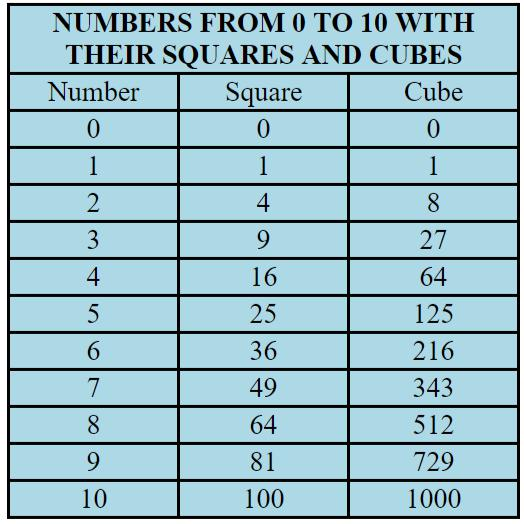 NUMBERS FROM 0 TO 10 WITH
THEIR SQUARES AND CUBES
Number Square Cube
0 0 0
1 1 1
2 4 8
3 9 27
4 16 64
5 25 125
6 36 216
7 49 343
8 64 512
9 81 729
10 100 1000